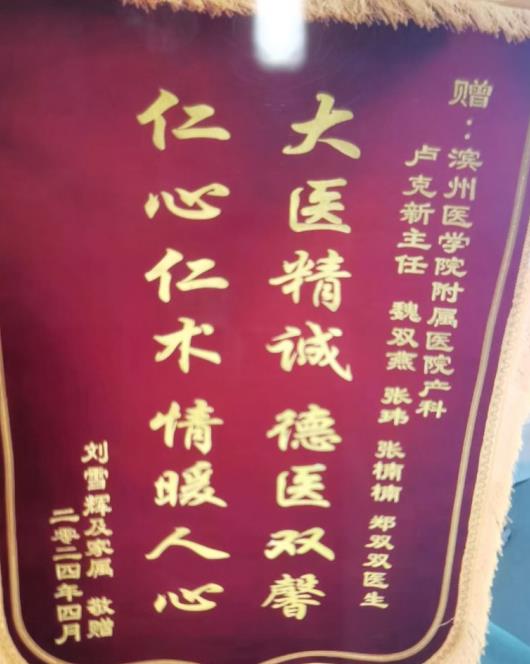 赠：滨州医学院附属医院产科
卢克新主任 魏双燕 张玮 张楠楠 郑双双医生
大医精诚 德医双馨
仁心仁术 情暖人心
刘雪辉及家属 敬赠
二零二四年四月